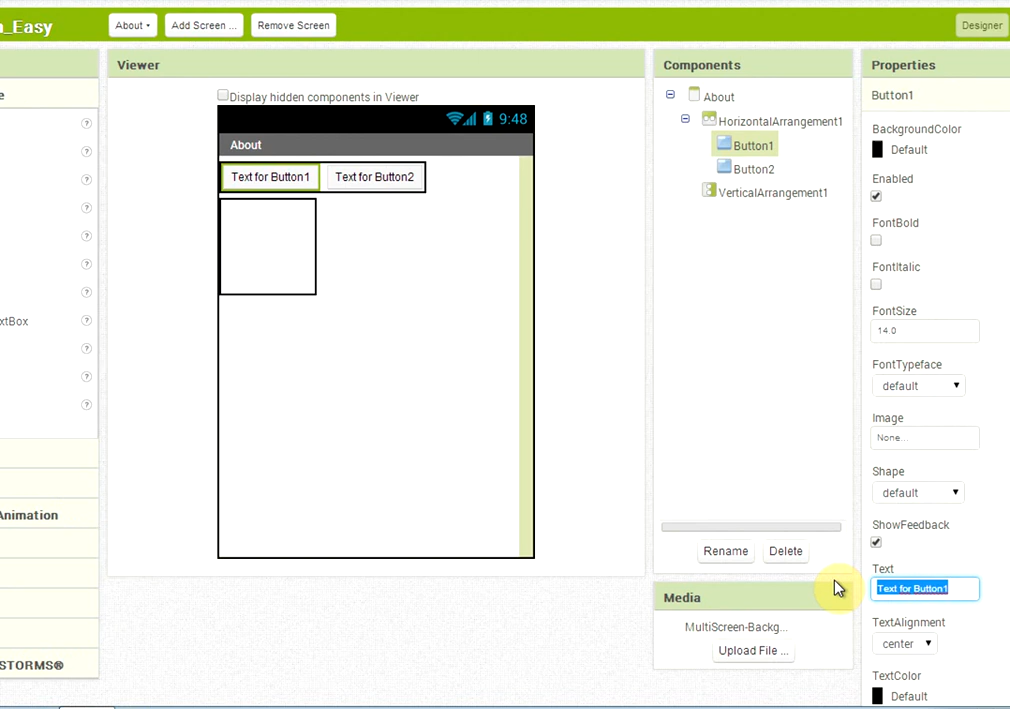 _Easy
About
Add Screen ...
Remove Screen
Designer
Viewer
Components
Properties
Display hidden components in Viewer
9:48
About
Text for Button1
Text for Button2
About
HorizontalArrangement1
Button1
Button2
VerticalArrangement1
Rename
Delete
Media
MultiScreen-Backg...
Upload File ...
Button1
BackgroundColor
Default
Enabled
FontBold
FontItalic
FontSize
14.0
FontTypeface
default
Image
None...
Shape
default
ShowFeedback
Text
Text for Button1
TextAlignment
center
TextColor
Default
xtBox
Animation
STORMS®